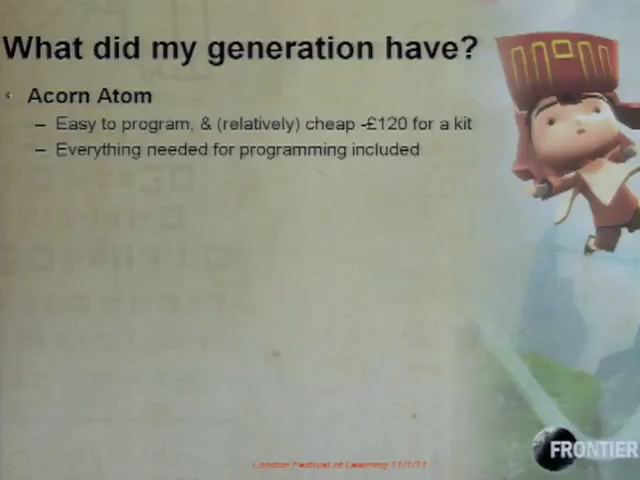 What did my generation have?
Acorn Atom
– Easy to program, & (relatively) cheap -£120 for a kit
– Everything needed for programming included
London Festival of Learning 11/1/11
FRONTIER